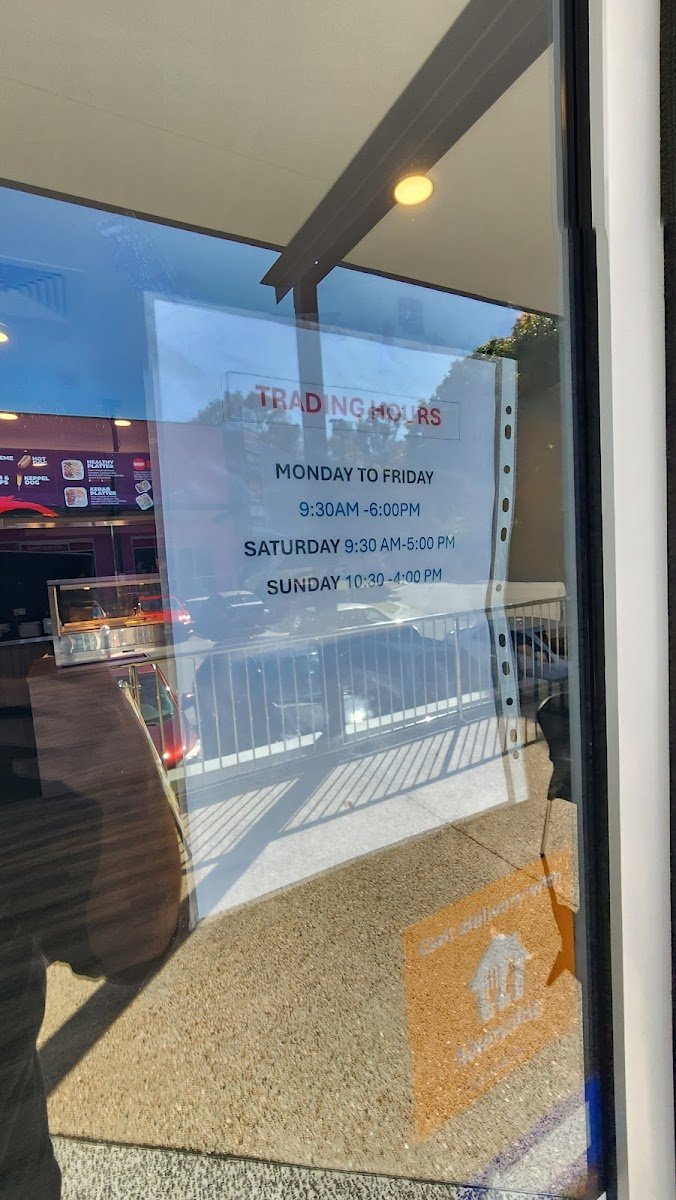 TRADING HOURS
MONDAY TO FRIDAY
9:30AM -6:00PM
SATURDAY 9:30 AM-5:00 PM
SUNDAY 10:30 -4:00 PM
HOT
HEALTHY
PLATTER
KEPPEL
DOG
KEBAB
PLATTER
Get delivery with